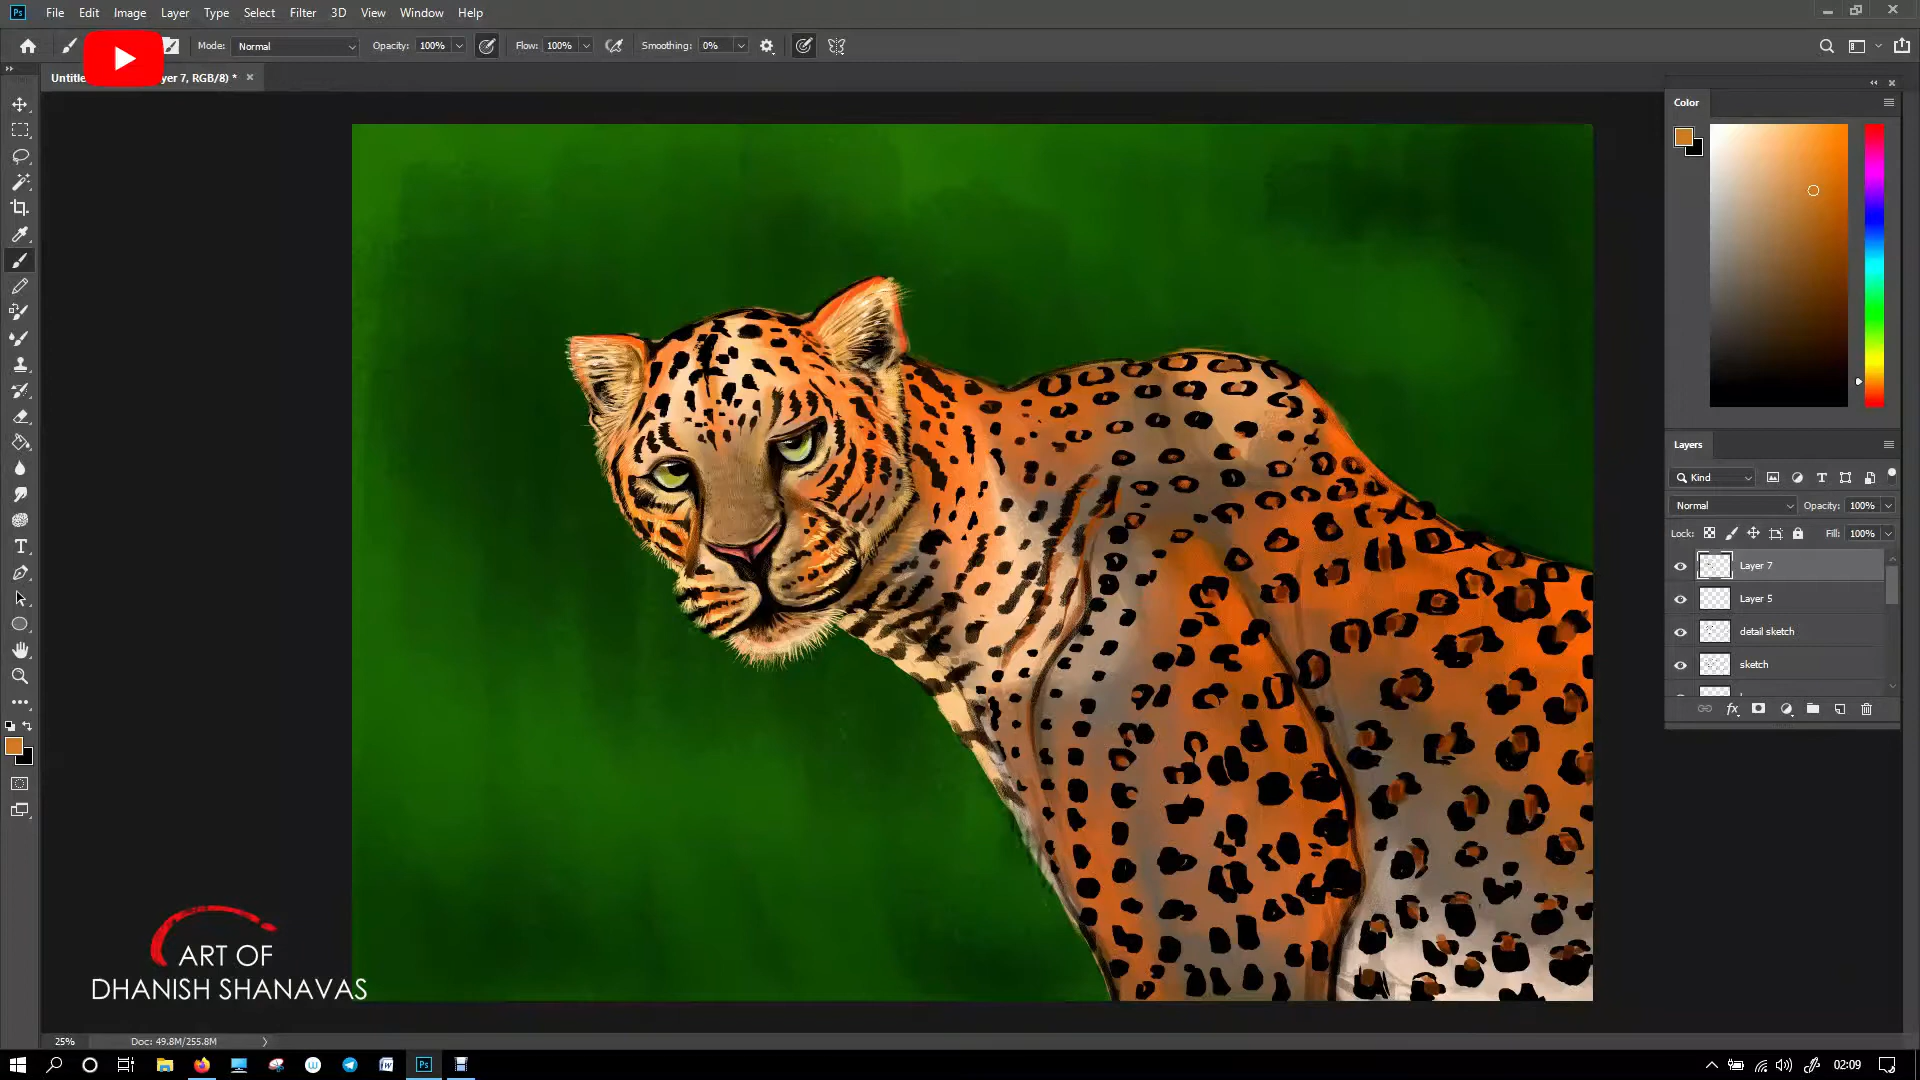 File Edit Image Layer Type Select Filter 3D View Window Help
Mode: Normal Opacity: 100% Flow: 100% Smoothing: 0%
yer 7, RGB/8) *
Color
Layers
Kind
Normal Opacity: 100%
Lock: Fill: 100%
Layer 7
Layer 5
detail sketch
sketch
ART OF
DHANISH SHANAVAS
25% Doc: 49.8M/255.8M
02:09